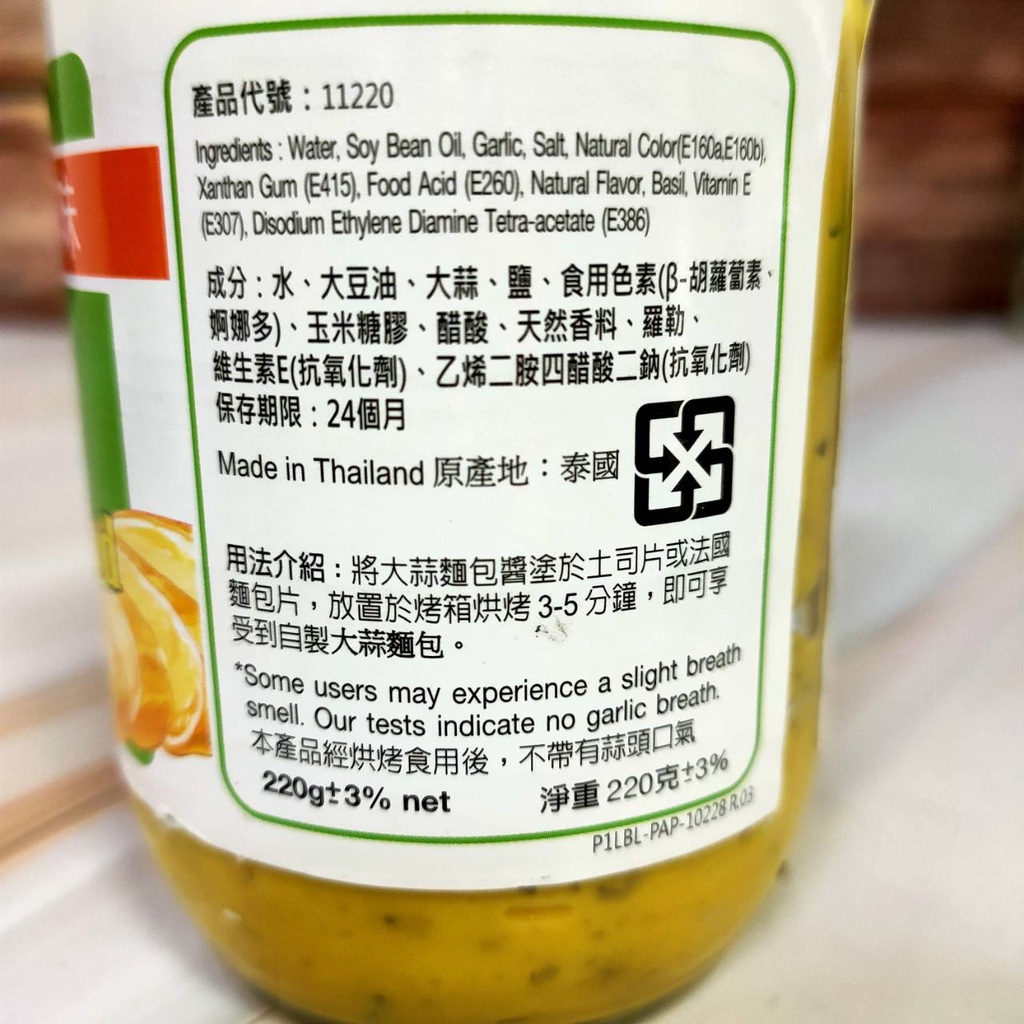 產品代號：11220
Ingredients : Water, Soy Bean Oil, Garlic, Salt, Natural Color(E160a,E160b),
Xanthan Gum (E415), Food Acid (E260), Natural Flavor, Basil, Vitamin E
(E307), Disodium Ethylene Diamine Tetra-acetate (E386)
成分：水、大豆油、大蒜、鹽、食用色素(β-胡蘿蔔素、
婀娜多)、玉米糖膠、醋酸、天然香料、羅勒、
維生素E(抗氧化劑)、乙烯二胺四醋酸二鈉(抗氧化劑)
保存期限：24個月
Made in Thailand 原產地：泰國
用法介紹：將大蒜麵包醬塗於土司片或法國
麵包片，放置於烤箱烘烤 3-5 分鐘，即可享
受到自製大蒜麵包。
*Some users may experience a slight breath
smell. Our tests indicate no garlic breath.
本產品經烘烤食用後，不帶有蒜頭口氣
220g±3% net 淨重 220克±3%
P1LBL-PAP-10228 R.03